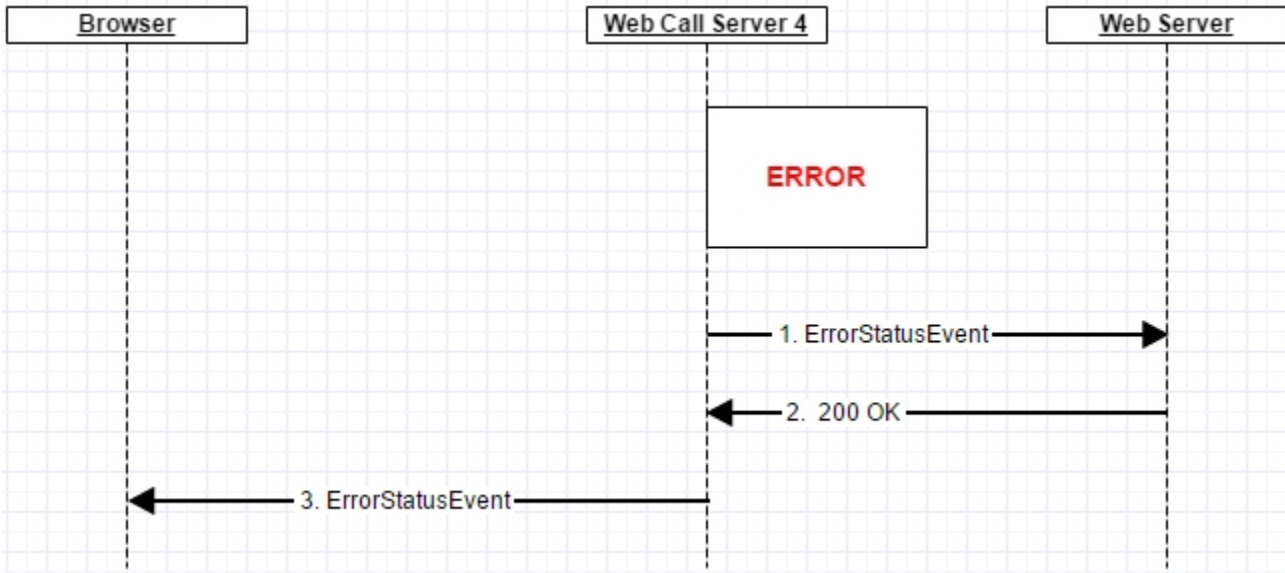 Browser
Web Call Server 4
Web Server
ERROR
1. ErrorStatusEvent
2. 200 OK
3. ErrorStatusEvent